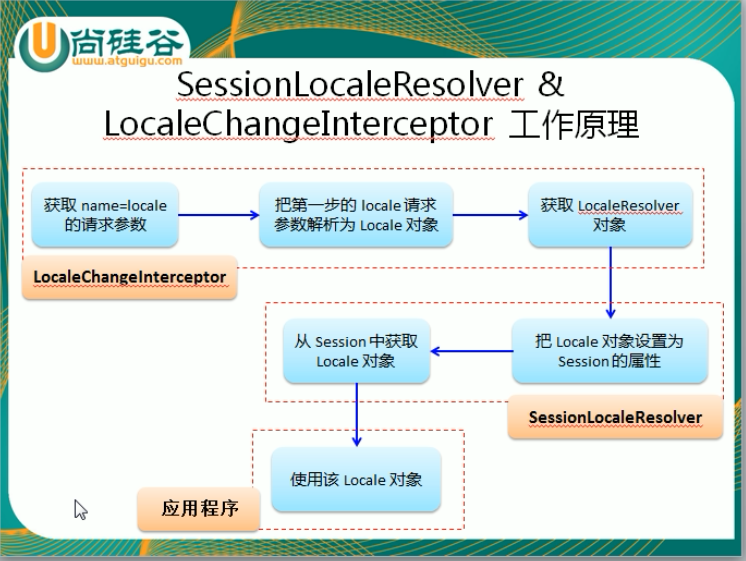 尚硅谷
www.atguigu.com
SessionLocaleResolver &
LocaleChangeInterceptor 工作原理
获取 name=locale
的请求参数
把第一步的 locale 请求
参数解析为 Locale 对象
获取 LocaleResolver
对象
LocaleChangeInterceptor
从 Session 中获取
Locale 对象
把 Locale 对象设置为
Session 的属性
SessionLocaleResolver
使用该 Locale 对象
应用程序